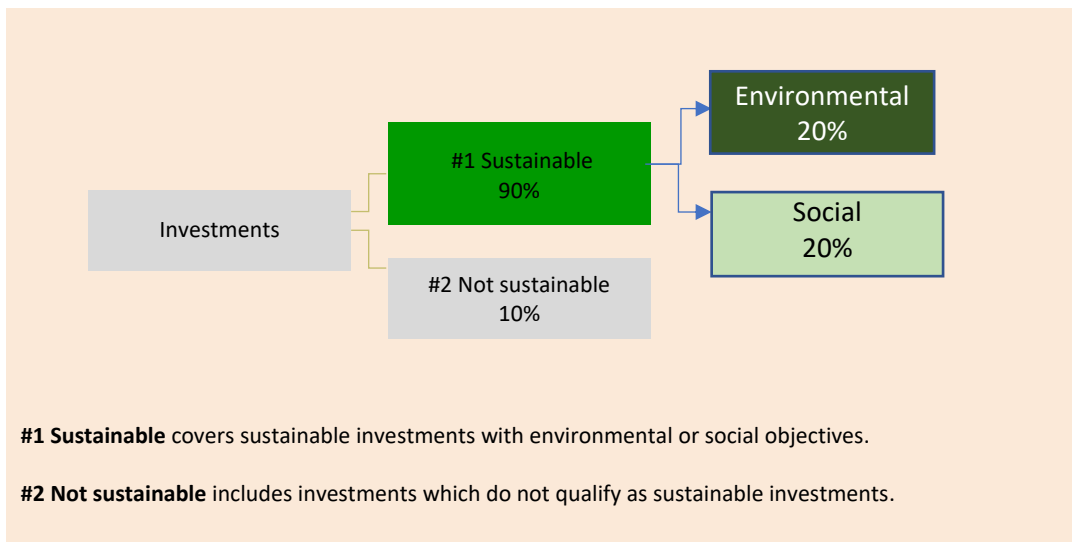 Environmental
20%
#1 Sustainable
90%
Social
20%
Investments
#2 Not sustainable
10%
#1 Sustainable covers sustainable investments with environmental or social objectives.
#2 Not sustainable includes investments which do not qualify as sustainable investments.